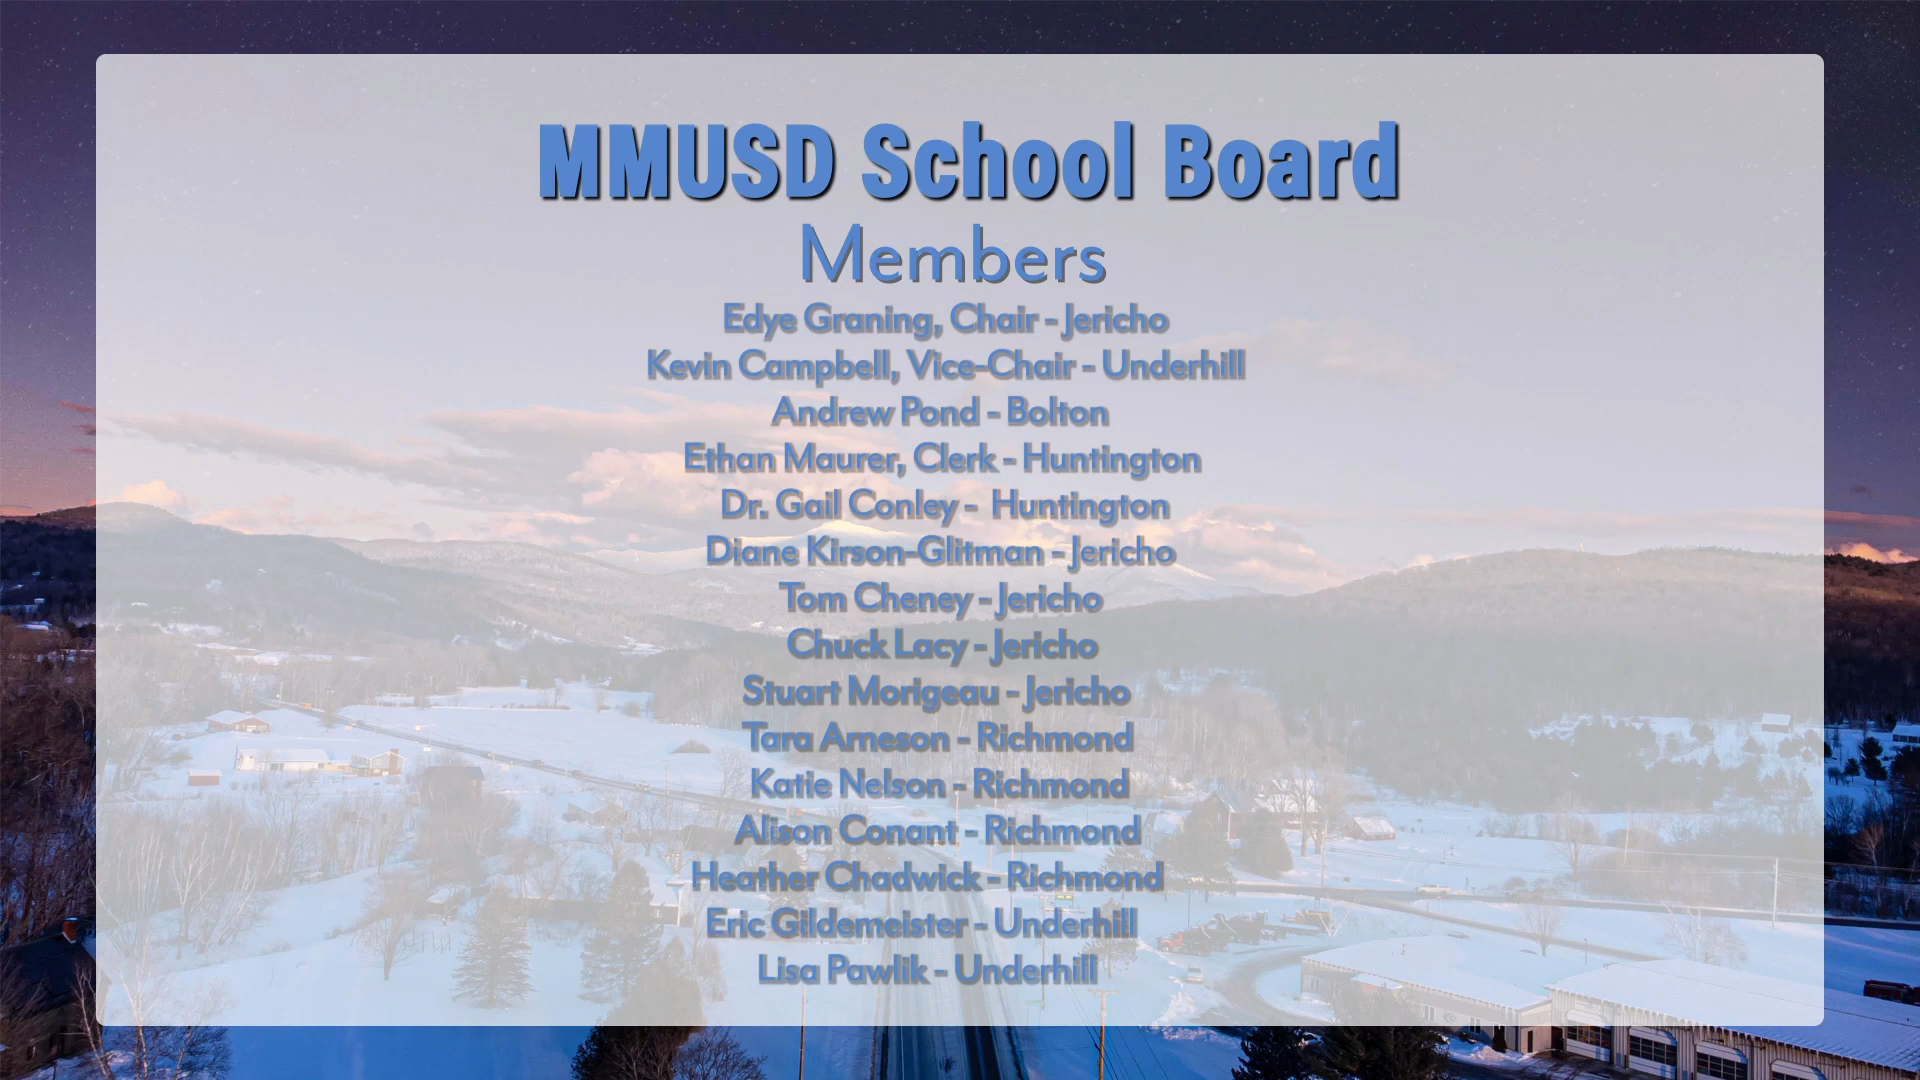 MMUSD School Board
Members
Edye Graning, Chair - Jericho
Kevin Campbell, Vice-Chair - Underhill
Andrew Pond - Bolton
Ethan Maurer, Clerk - Huntington
Dr. Gail Conley -  Huntington
Diane Kirson-Glitman - Jericho
Tom Cheney - Jericho
Chuck Lacy - Jericho
Stuart Morigeau - Jericho
Tara Arneson - Richmond
Katie Nelson - Richmond
Alison Conant - Richmond
Heather Chadwick - Richmond
Eric Gildemeister - Underhill
Lisa Pawlik - Underhill